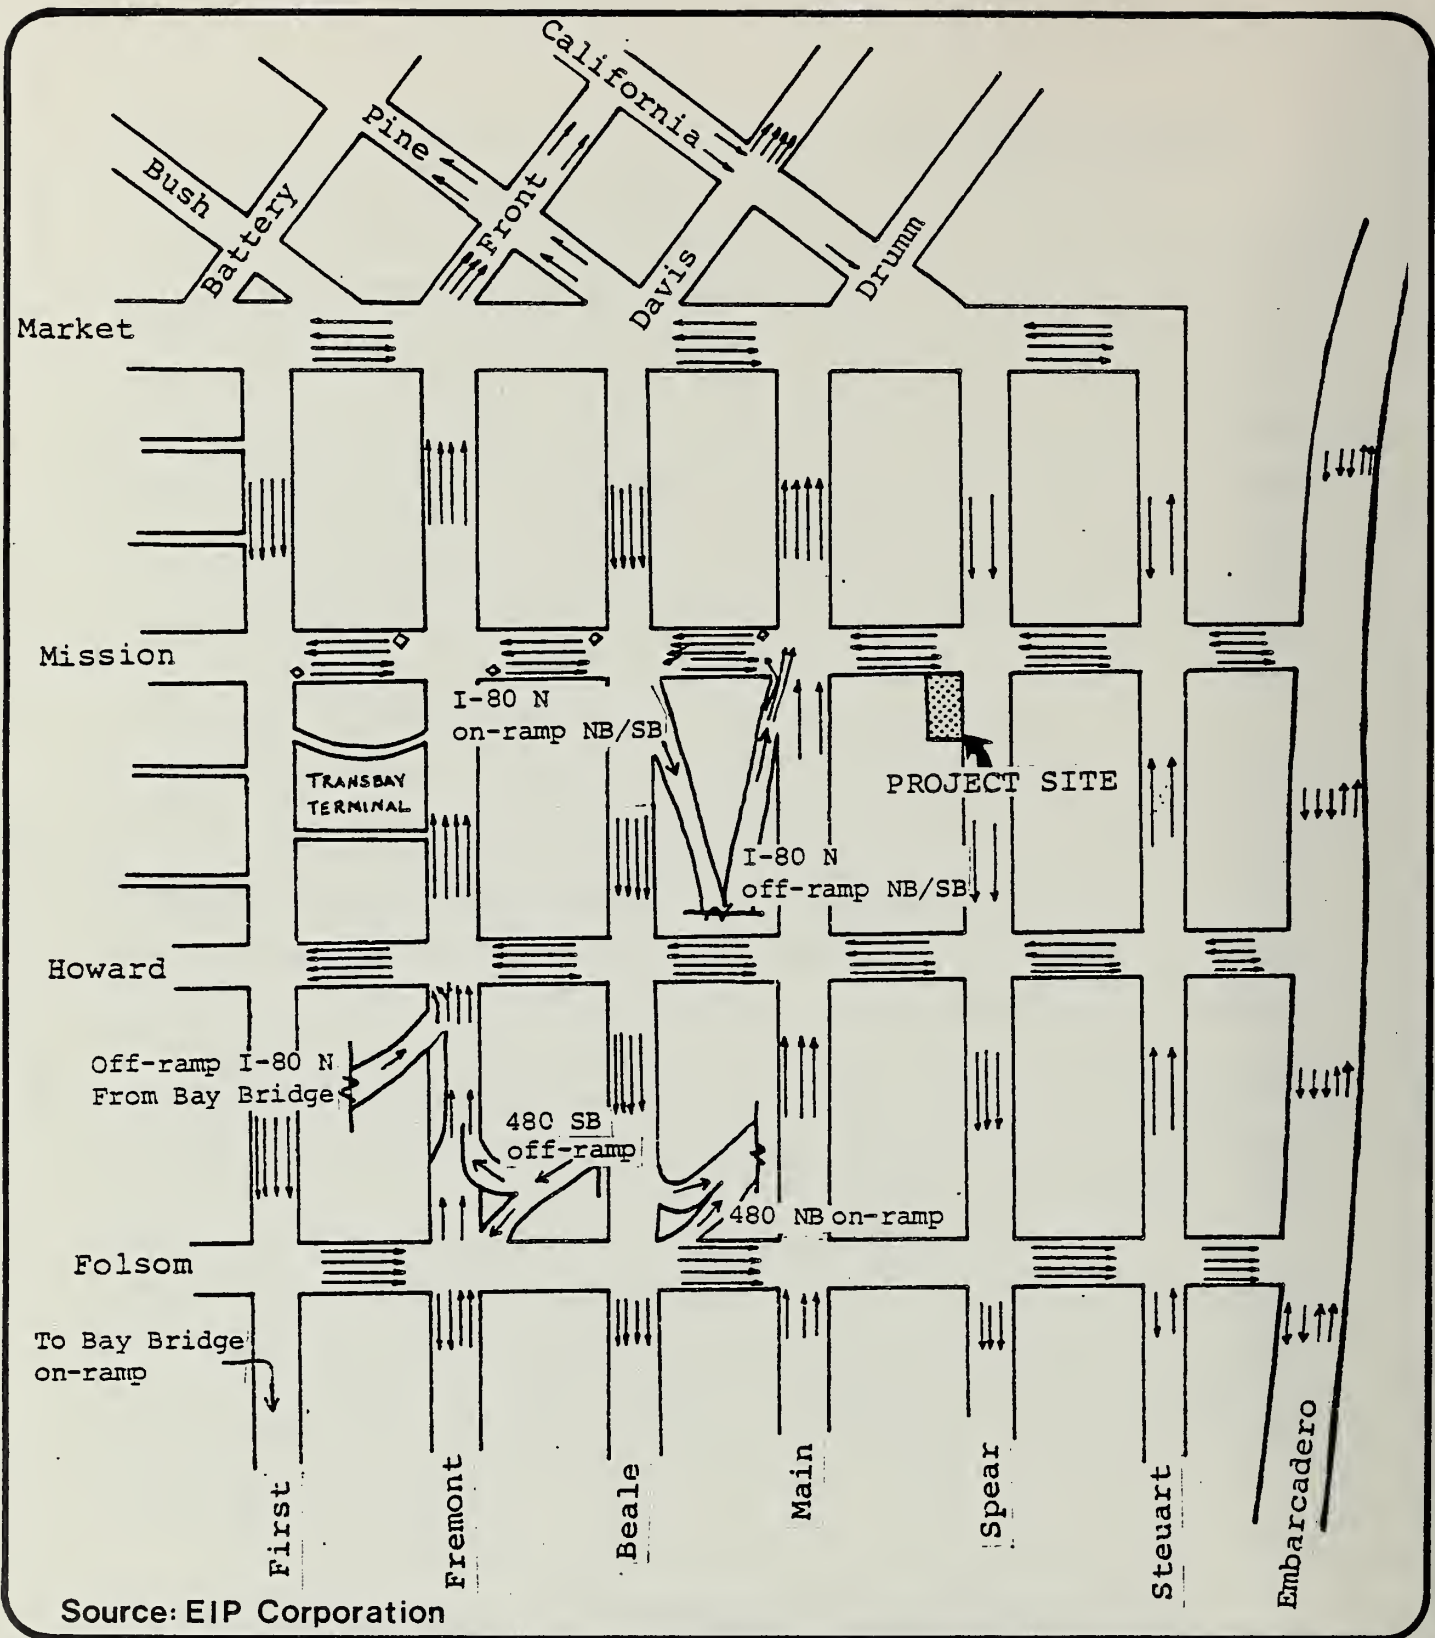 California
Pine
Bush
Battery
Front
Davis
Drumm
Market
Mission
I-80 N
on-ramp NB/SB
TRANSBAY
TERMINAL
PROJECT SITE
I-80 N
off-ramp NB/SB
Howard
Off-ramp I-80 N
From Bay Bridge
480 SB
off-ramp
480 NB on-ramp
Folsom
To Bay Bridge
on-ramp
First
Fremont
Beale
Main
Spear
Steuart
Embarcadero
Source: EIP Corporation